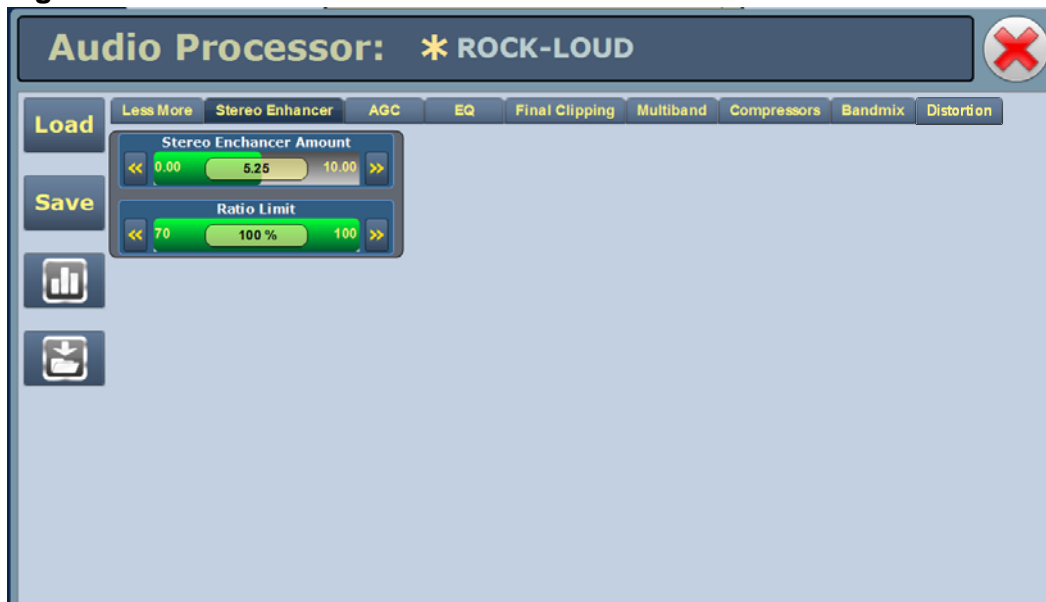 Audio Processor: * ROCK-LOUD
Load
Save
Less More Stereo Enhancer AGC EQ Final Clipping Multiband Compressors Bandmix Distortion
Stereo Enchancer Amount
<< 0.00 5.25 10.00 >>
Ratio Limit
<< 70 100 % 100 >>